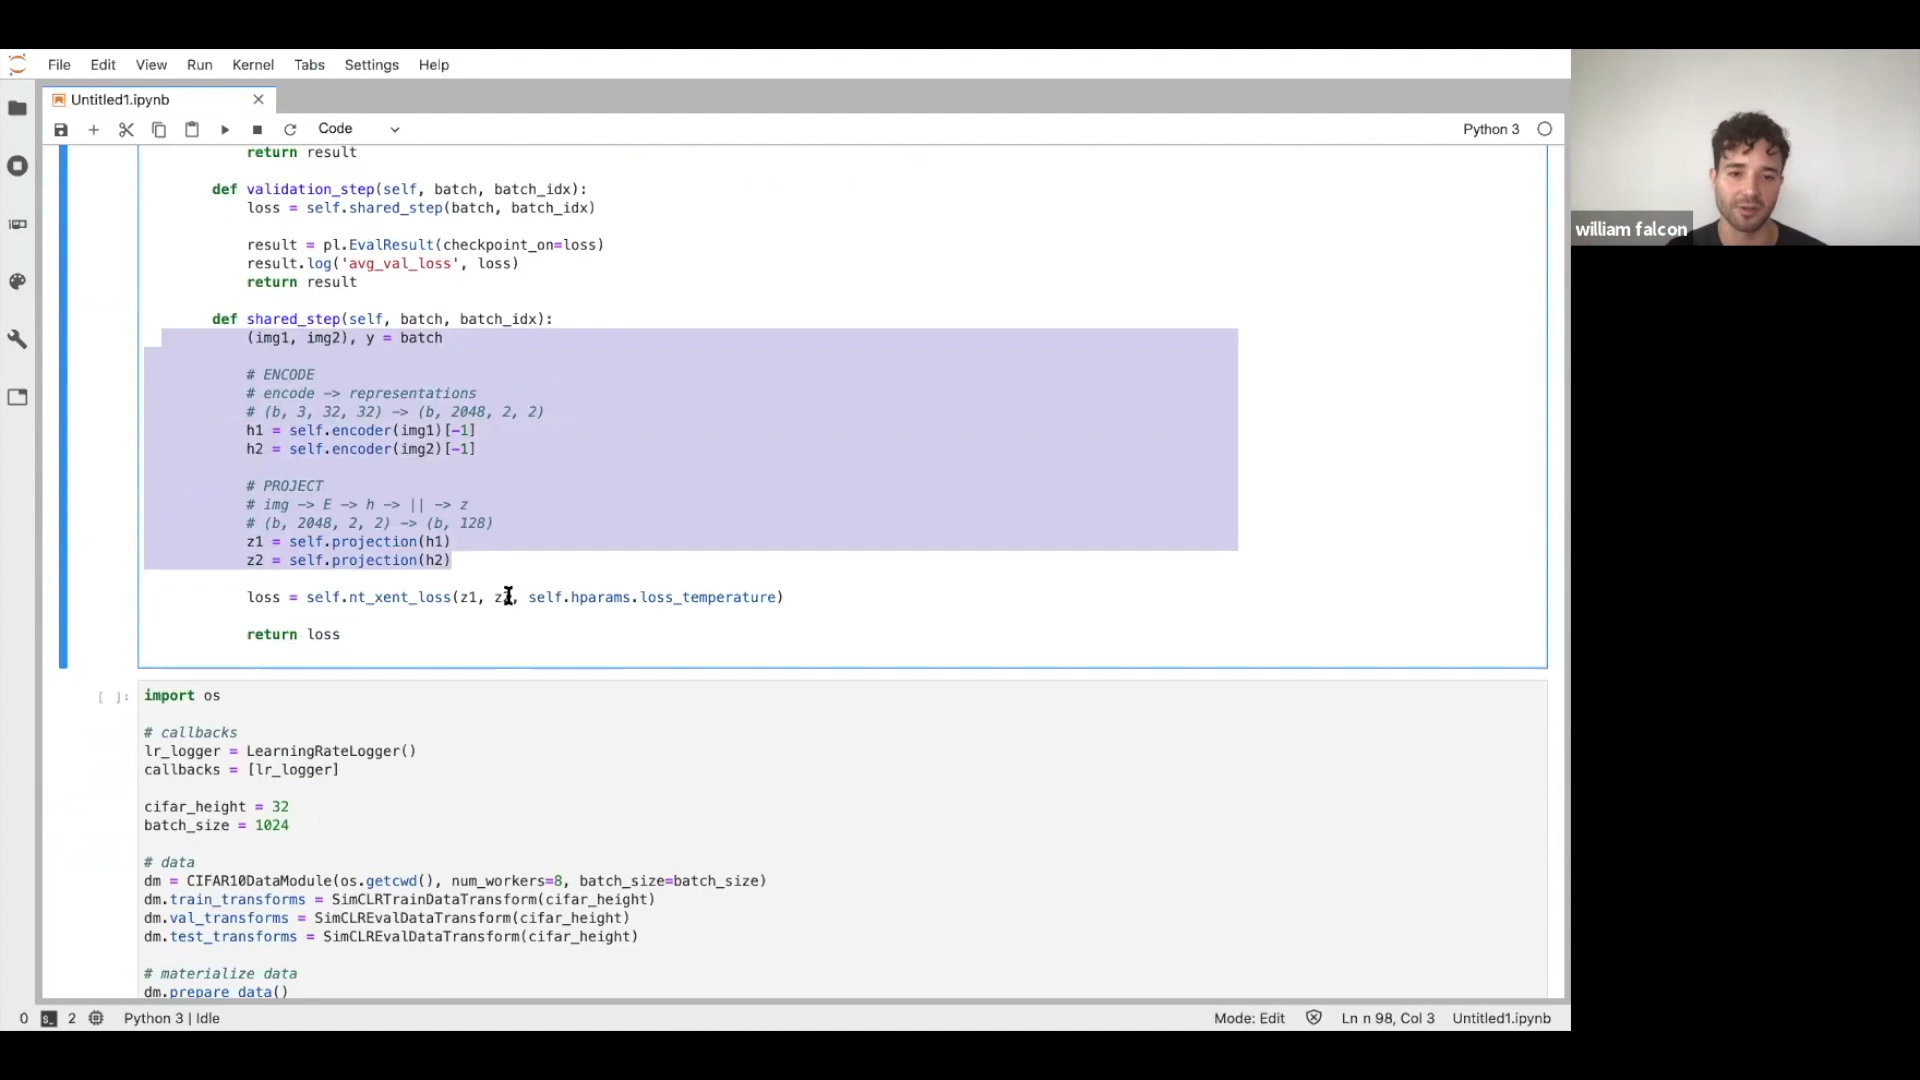 File Edit View Run Kernel Tabs Settings Help
Untitled1.ipynb
Code
Python 3
return result
def validation_step(self, batch, batch_idx):
loss = self.shared_step(batch, batch_idx)
result = pl.EvalResult(checkpoint_on=loss)
result.log('avg_val_loss', loss)
return result
def shared_step(self, batch, batch_idx):
(img1, img2), y = batch
# ENCODE
# encode -> representations
# (b, 3, 32, 32) -> (b, 2048, 2, 2)
h1 = self.encoder(img1)[-1]
h2 = self.encoder(img2)[-1]
# PROJECT
# img -> E -> h -> || -> z
# (b, 2048, 2, 2) -> (b, 128)
z1 = self.projection(h1)
z2 = self.projection(h2)
loss = self.nt_xent_loss(z1, z2, self.hparams.loss_temperature)
return loss
[ ]:
import os
# callbacks
lr_logger = LearningRateLogger()
callbacks = [lr_logger]
cifar_height = 32
batch_size = 1024
# data
dm = CIFAR10DataModule(os.getcwd(), num_workers=8, batch_size=batch_size)
dm.train_transforms = SimCLRTrainDataTransform(cifar_height)
dm.val_transforms = SimCLREvalDataTransform(cifar_height)
dm.test_transforms = SimCLREvalDataTransform(cifar_height)
# materialize data
dm.prepare_data()
0 2 Python 3 | Idle
Mode: Edit Ln n 98, Col 3 Untitled1.ipynb
william falcon